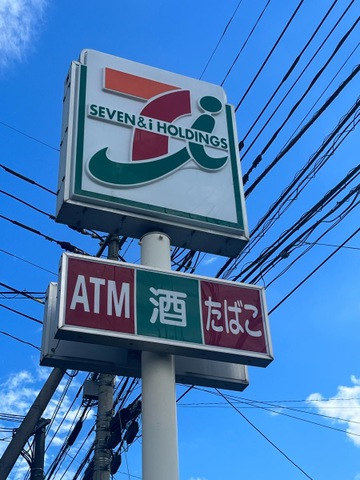 SEVEN & i HOLDINGS
ATM 酒 たばこ